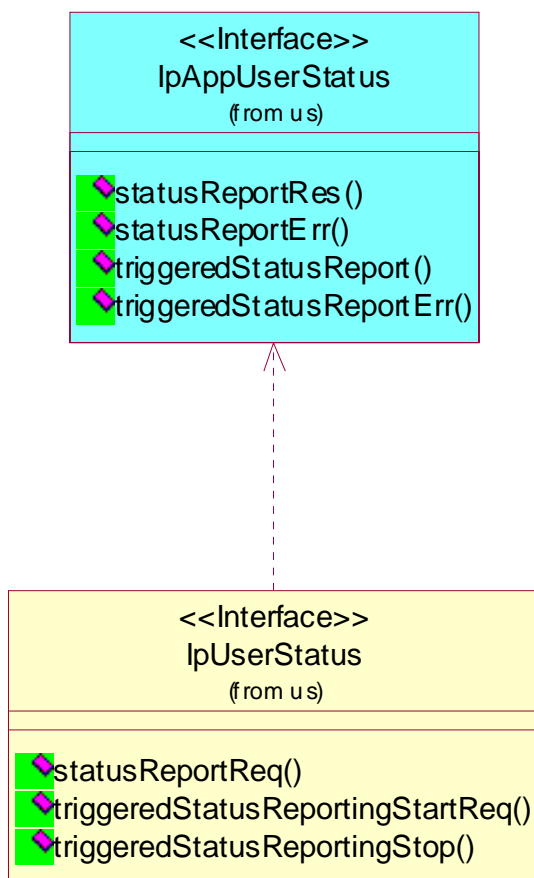 <<Interface>>
IpAppUserStatus
(from us)
statusReportRes()
statusReportErr()
triggeredStatusReport()
triggeredStatusReportErr()
<<Interface>>
IpUserStatus
(from us)
statusReportReq()
triggeredStatusReportingStartReq()
triggeredStatusReportingStop()